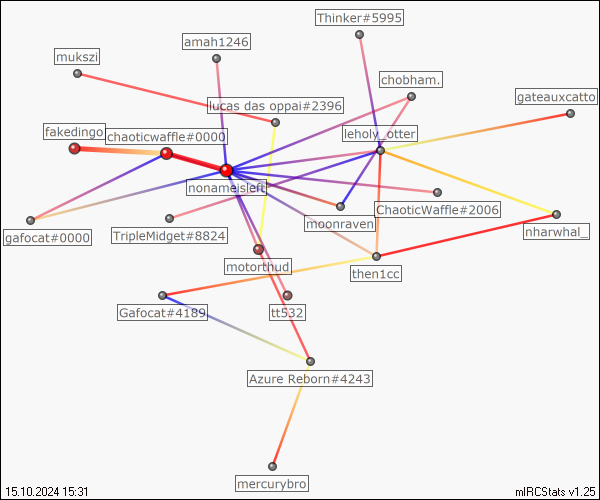 Thinker#5995
amah1246
mukszi
chobham.
gateauxcatto
lucas das oppai#2396
fakedingo
chaoticwaffle#0000
leholy_otter
nonameisleft
ChaoticWaffle#2006
moonraven
nharwhal_
gafocat#0000
TripleMidget#8824
motorthud
then1cc
Gafocat#4189
tt532
Azure Reborn#4243
mercurybro
15.10.2024 15:31
mIRCStats v1.25